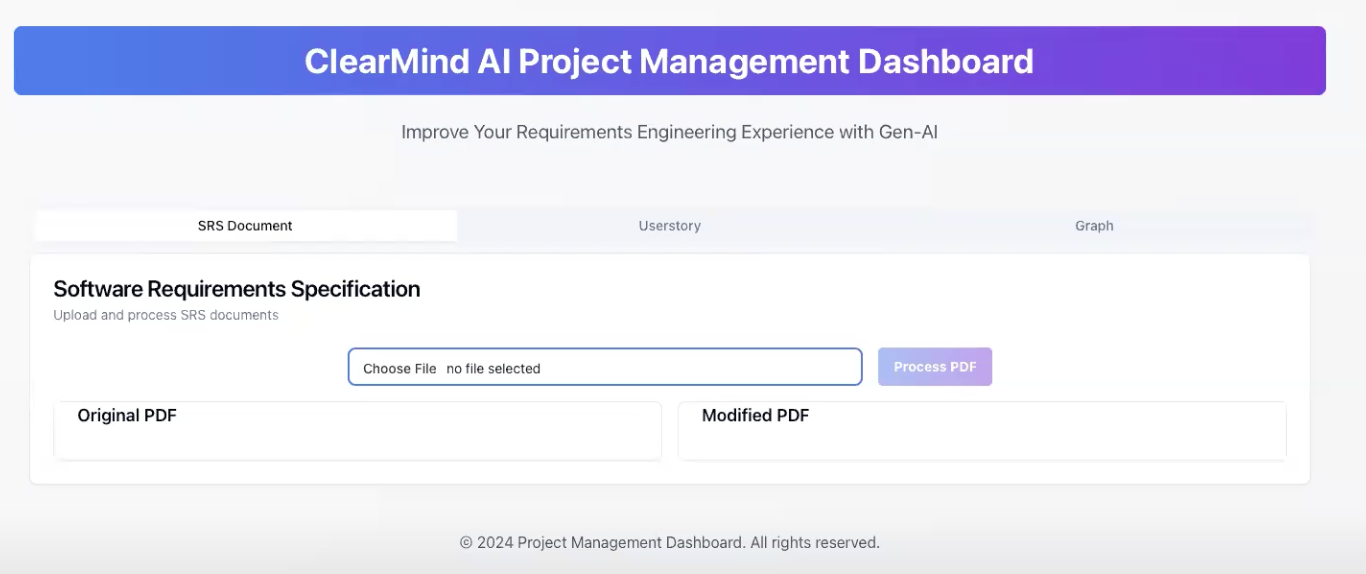 ClearMind AI Project Management Dashboard
Improve Your Requirements Engineering Experience with Gen-AI
SRS Document Userstory Graph
Software Requirements Specification
Upload and process SRS documents
Choose File no file selected Process PDF
Original PDF Modified PDF
© 2024 Project Management Dashboard. All rights reserved.